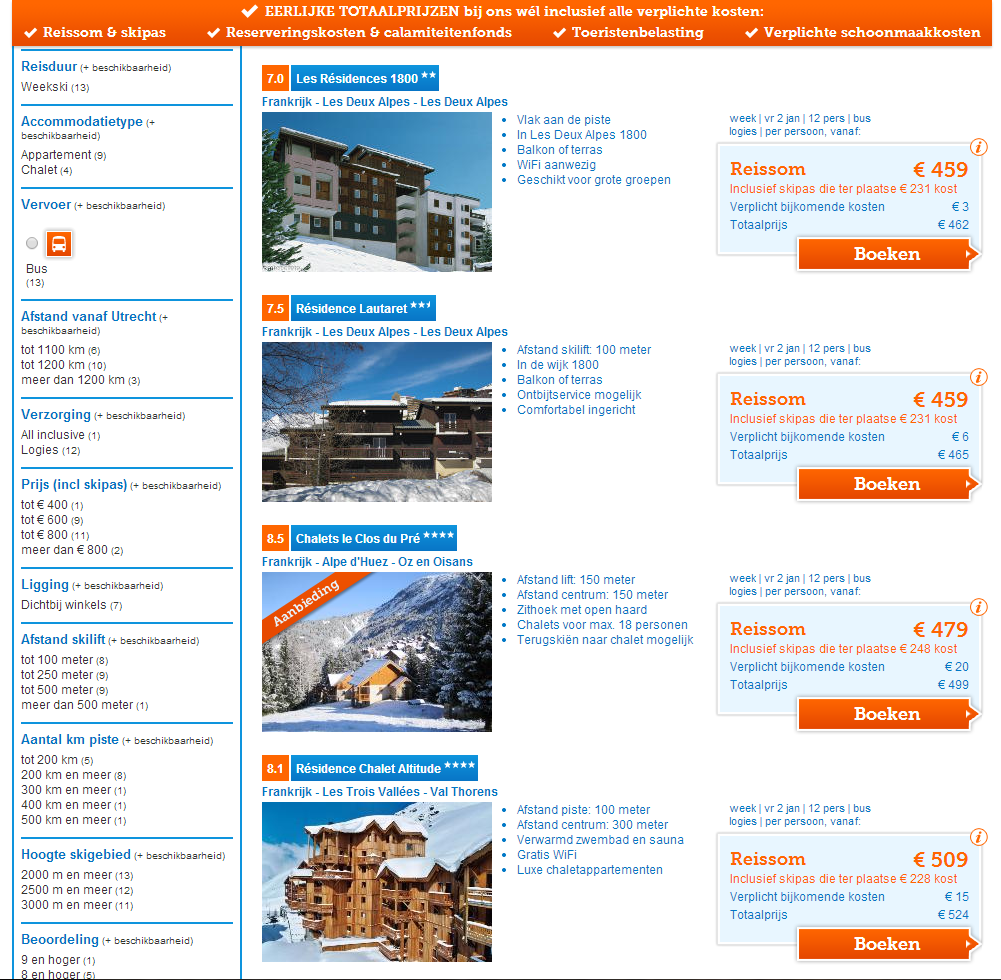 ✓ EERLIJKE TOTAALPRIJZEN bij ons wél inclusief alle verplichte kosten:
✓ Reissom & skipas ✓ Reserveringskosten & calamiteitenfonds ✓ Toeristenbelasting ✓ Verplichte schoonmaakkosten
Reisduur (+ beschikbaarheid)
Weekski (13)
Accommodatietype (+
beschikbaarheid)
Appartement (9)
Chalet (4)
Vervoer (+ beschikbaarheid)
Bus
(13)
Afstand vanaf Utrecht (+
beschikbaarheid)
tot 1100 km (6)
tot 1200 km (10)
meer dan 1200 km (3)
Verzorging (+ beschikbaarheid)
All inclusive (1)
Logies (12)
Prijs (incl skipas) (+ beschikbaarheid)
tot € 400 (1)
tot € 600 (9)
tot € 800 (11)
meer dan € 800 (2)
Ligging (+ beschikbaarheid)
Dichtbij winkels (7)
Afstand skilift (+ beschikbaarheid)
tot 100 meter (8)
tot 250 meter (9)
tot 500 meter (9)
meer dan 500 meter (1)
Aantal km piste (+ beschikbaarheid)
tot 200 km (5)
200 km en meer (8)
300 km en meer (1)
400 km en meer (1)
500 km en meer (1)
Hoogte skigebied (+ beschikbaarheid)
2000 m en meer (13)
2500 m en meer (12)
3000 m en meer (11)
Beoordeling (+ beschikbaarheid)
9 en hoger (1)
8 en hoger (5)
7.0 Les Résidences 1800 ★★
Frankrijk - Les Deux Alpes - Les Deux Alpes
• Vlak aan de piste
• In Les Deux Alpes 1800
• Balkon of terras
• WiFi aanwezig
• Geschikt voor grote groepen
week | vr 2 jan | 12 pers | bus
logies | per persoon, vanaf:
i
Reissom € 459
Inclusief skipas die ter plaatse € 231 kost
Verplicht bijkomende kosten € 3
Totaalprijs € 462
Boeken
7.5 Résidence Lautaret ★★⯨
Frankrijk - Les Deux Alpes - Les Deux Alpes
• Afstand skilift: 100 meter
• In de wijk 1800
• Balkon of terras
• Ontbijtservice mogelijk
• Comfortabel ingericht
week | vr 2 jan | 12 pers | bus
logies | per persoon, vanaf:
i
Reissom € 459
Inclusief skipas die ter plaatse € 231 kost
Verplicht bijkomende kosten € 6
Totaalprijs € 465
Boeken
8.5 Chalets le Clos du Pré ★★★★
Frankrijk - Alpe d'Huez - Oz en Oisans
Aanbieding
• Afstand lift: 150 meter
• Afstand centrum: 150 meter
• Zithoek met open haard
• Chalets voor max. 18 personen
• Terugskiën naar chalet mogelijk
week | vr 2 jan | 12 pers | bus
logies | per persoon, vanaf:
i
Reissom € 479
Inclusief skipas die ter plaatse € 248 kost
Verplicht bijkomende kosten € 20
Totaalprijs € 499
Boeken
8.1 Résidence Chalet Altitude ★★★★
Frankrijk - Les Trois Vallées - Val Thorens
• Afstand piste: 100 meter
• Afstand centrum: 300 meter
• Verwarmd zwembad en sauna
• Gratis WiFi
• Luxe chaletappartementen
week | vr 2 jan | 12 pers | bus
logies | per persoon, vanaf:
i
Reissom € 509
Inclusief skipas die ter plaatse € 228 kost
Verplicht bijkomende kosten € 15
Totaalprijs € 524
Boeken